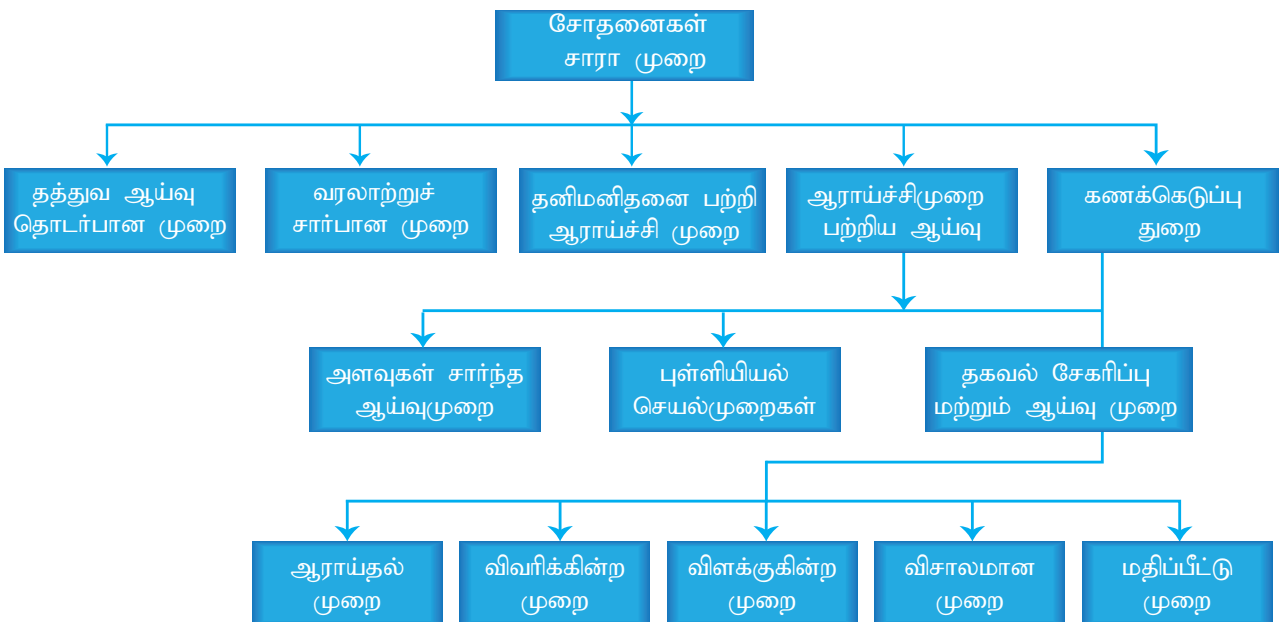 சோதனைகள்
சாரா முறை
தத்துவ ஆய்வு
தொடர்பான முறை
வரலாற்றுச்
சார்பான முறை
தனிமனிதனை பற்றி
ஆராய்ச்சி முறை
ஆராய்ச்சிமுறை
பற்றிய ஆய்வு
கணக்கெடுப்பு
துறை
அளவுகள் சார்ந்த
ஆய்வுமுறை
புள்ளியியல்
செயல்முறைகள்
தகவல் சேகரிப்பு
மற்றும் ஆய்வு முறை
ஆராய்தல்
முறை
விவரிக்கின்ற
முறை
விளக்குகின்ற
முறை
விசாலமான
முறை
மதிப்பீட்டு
முறை